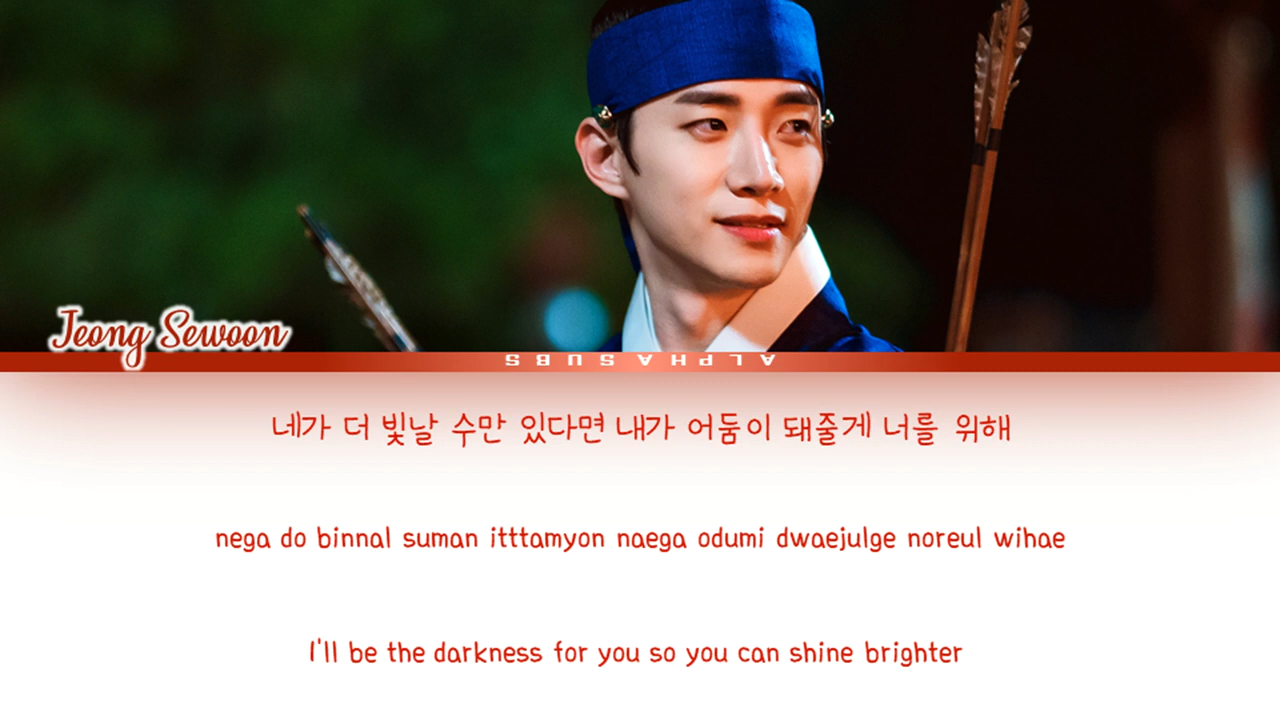 Jeong Sewoon
ALPHASUBS
네가 더 빛날 수만 있다면 내가 어둠이 돼줄게 너를 위해
nega do binnal suman itttamyon naega odumi dwaejulge noreul wihae
I'll be the darkness for you so you can shine brighter